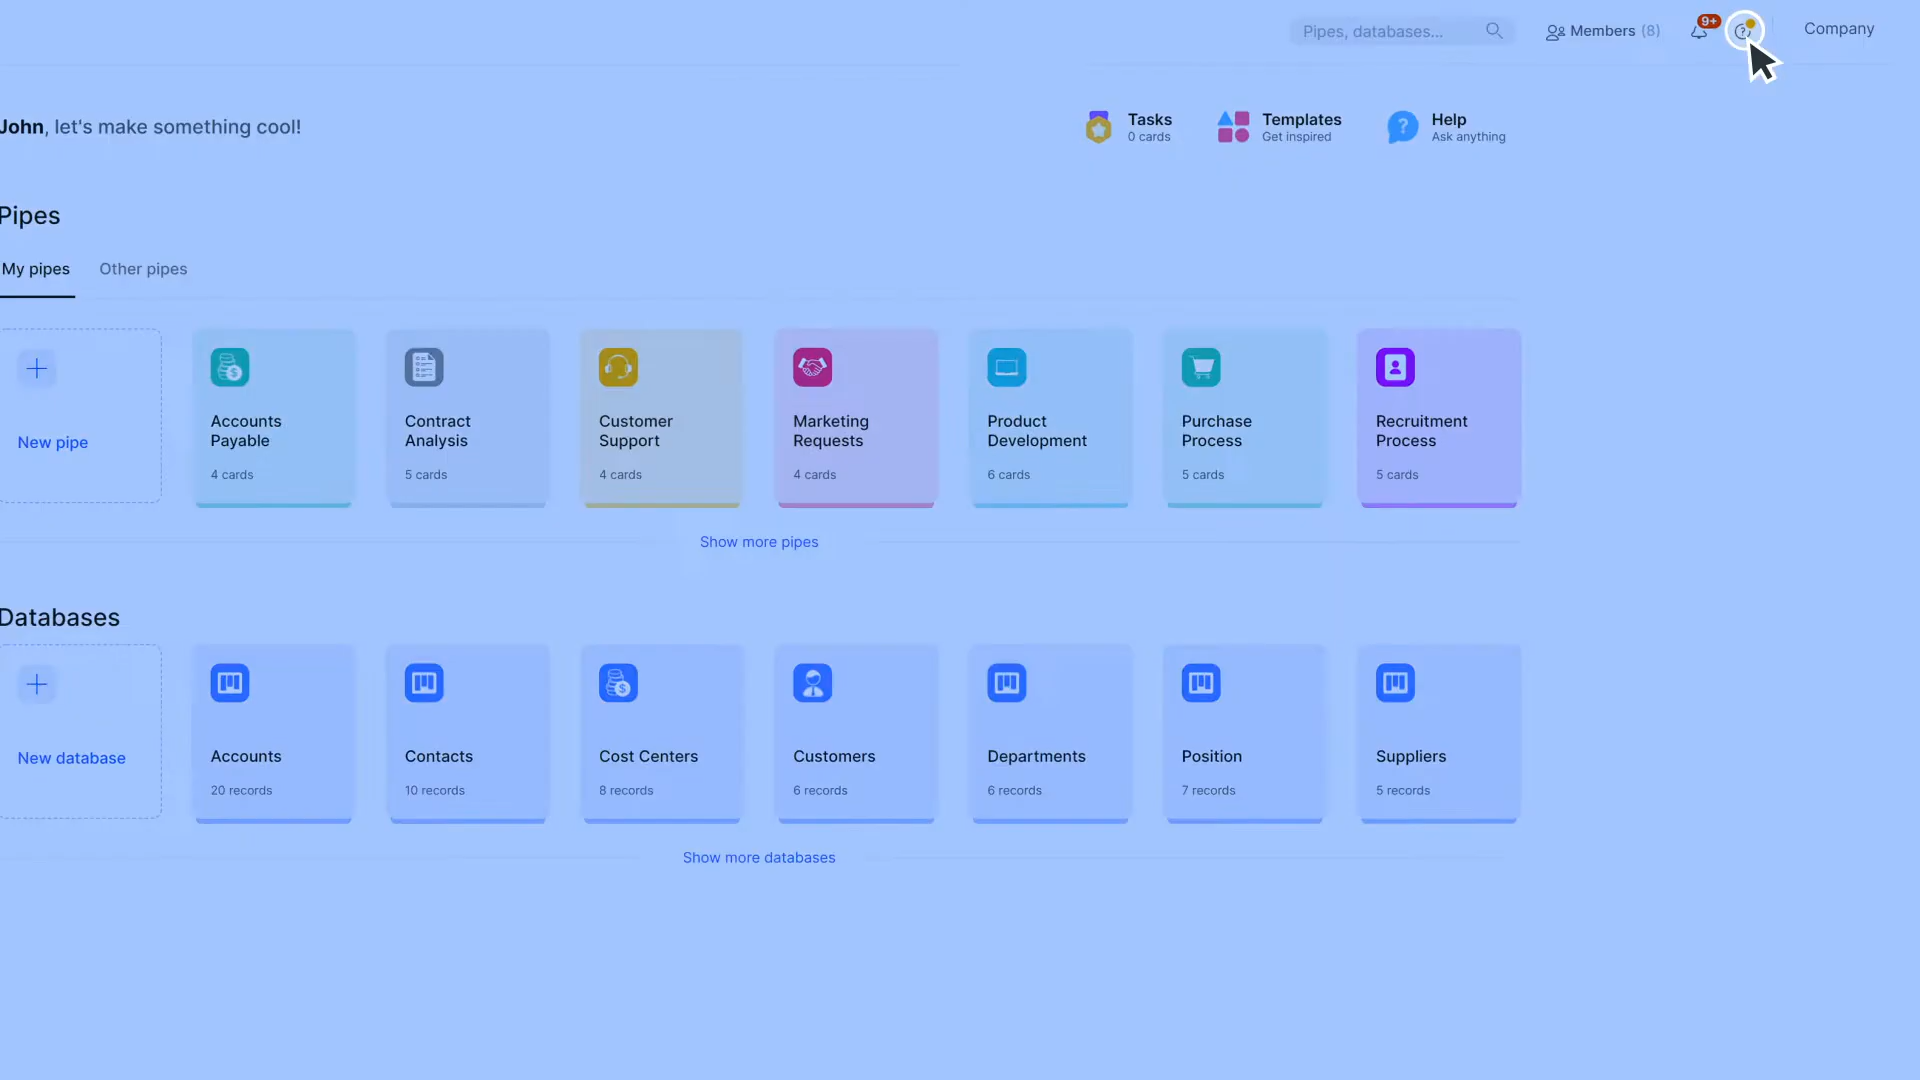 Pipes, databases...
Members (8)
9+
?
Company
John, let's make something cool!
Tasks
0 cards
Templates
Get inspired
?
Help
Ask anything
Pipes
My pipes
Other pipes
New pipe
Accounts
Payable
4 cards
Contract
Analysis
5 cards
Customer
Support
4 cards
Marketing
Requests
4 cards
Product
Development
6 cards
Purchase
Process
5 cards
Recruitment
Process
5 cards
Show more pipes
Databases
New database
Accounts
20 records
Contacts
10 records
Cost Centers
8 records
Customers
6 records
Departments
6 records
Position
7 records
Suppliers
5 records
Show more databases